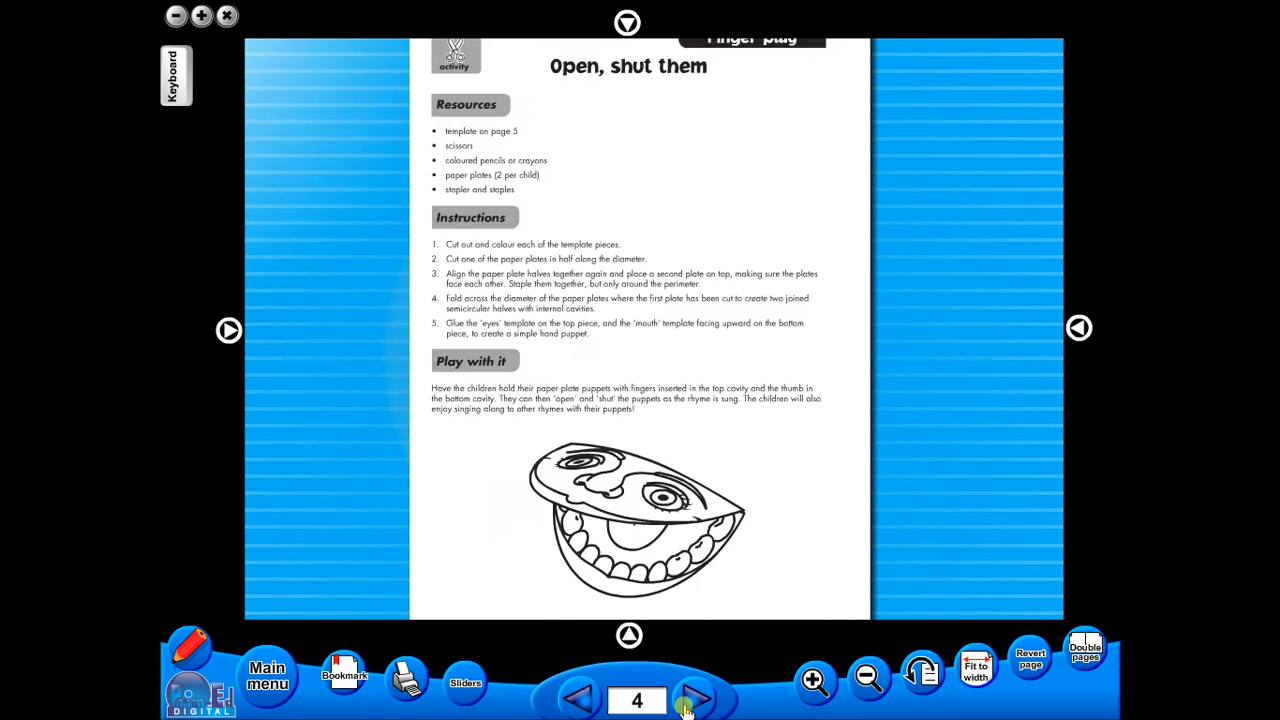 Keyboard
Finger play
activity
Open, shut them
Resources
• template on page 5
• scissors
• coloured pencils or crayons
• paper plates (2 per child)
• stapler and staples
Instructions
1. Cut out and colour each of the template pieces.
2. Cut one of the paper plates in half along the diameter.
3. Align the paper plate halves together again and place a second plate on top, making sure the plates
face each other. Staple them together, but only around the perimeter.
4. Fold across the diameter of the paper plates where the first plate has been cut to create two joined
semicircular halves with internal cavities.
5. Glue the ‘eyes’ template on the top piece, and the ‘mouth’ template facing upward on the bottom
piece, to create a simple hand puppet.
Play with it
Have the children hold their paper plate puppets with fingers inserted in the top cavity and the thumb in
the bottom cavity. They can then ‘open’ and ‘shut’ the puppets as the rhyme is sung. The children will also
enjoy singing along to other rhymes with their puppets!
Main
menu
Bookmark
Sliders
4
Fit to
width
Revert
page
Double
pages
DIGITAL